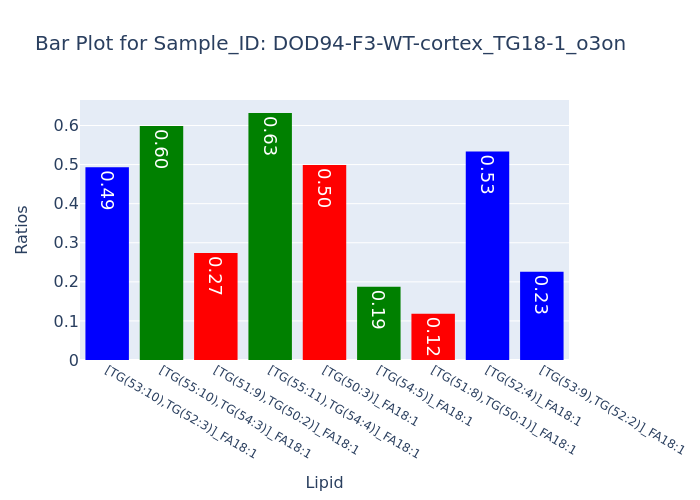 Bar Plot for Sample_ID: DOD94-F3-WT-cortex_TG18-1_o3on
Ratios
0.6
0.5
0.4
0.3
0.2
0.1
0
0.49
0.60
0.27
0.63
0.50
0.19
0.12
0.53
0.23
[TG(53:10),TG(52:3)]_FA18:1
[TG(55:10),TG(54:3)]_FA18:1
[TG(51:9),TG(50:2)]_FA18:1
[TG(55:11),TG(54:4)]_FA18:1
[TG(50:3)]_FA18:1
[TG(54:5)]_FA18:1
[TG(51:8),TG(50:1)]_FA18:1
[TG(52:4)]_FA18:1
[TG(53:9),TG(52:2)]_FA18:1
Lipid